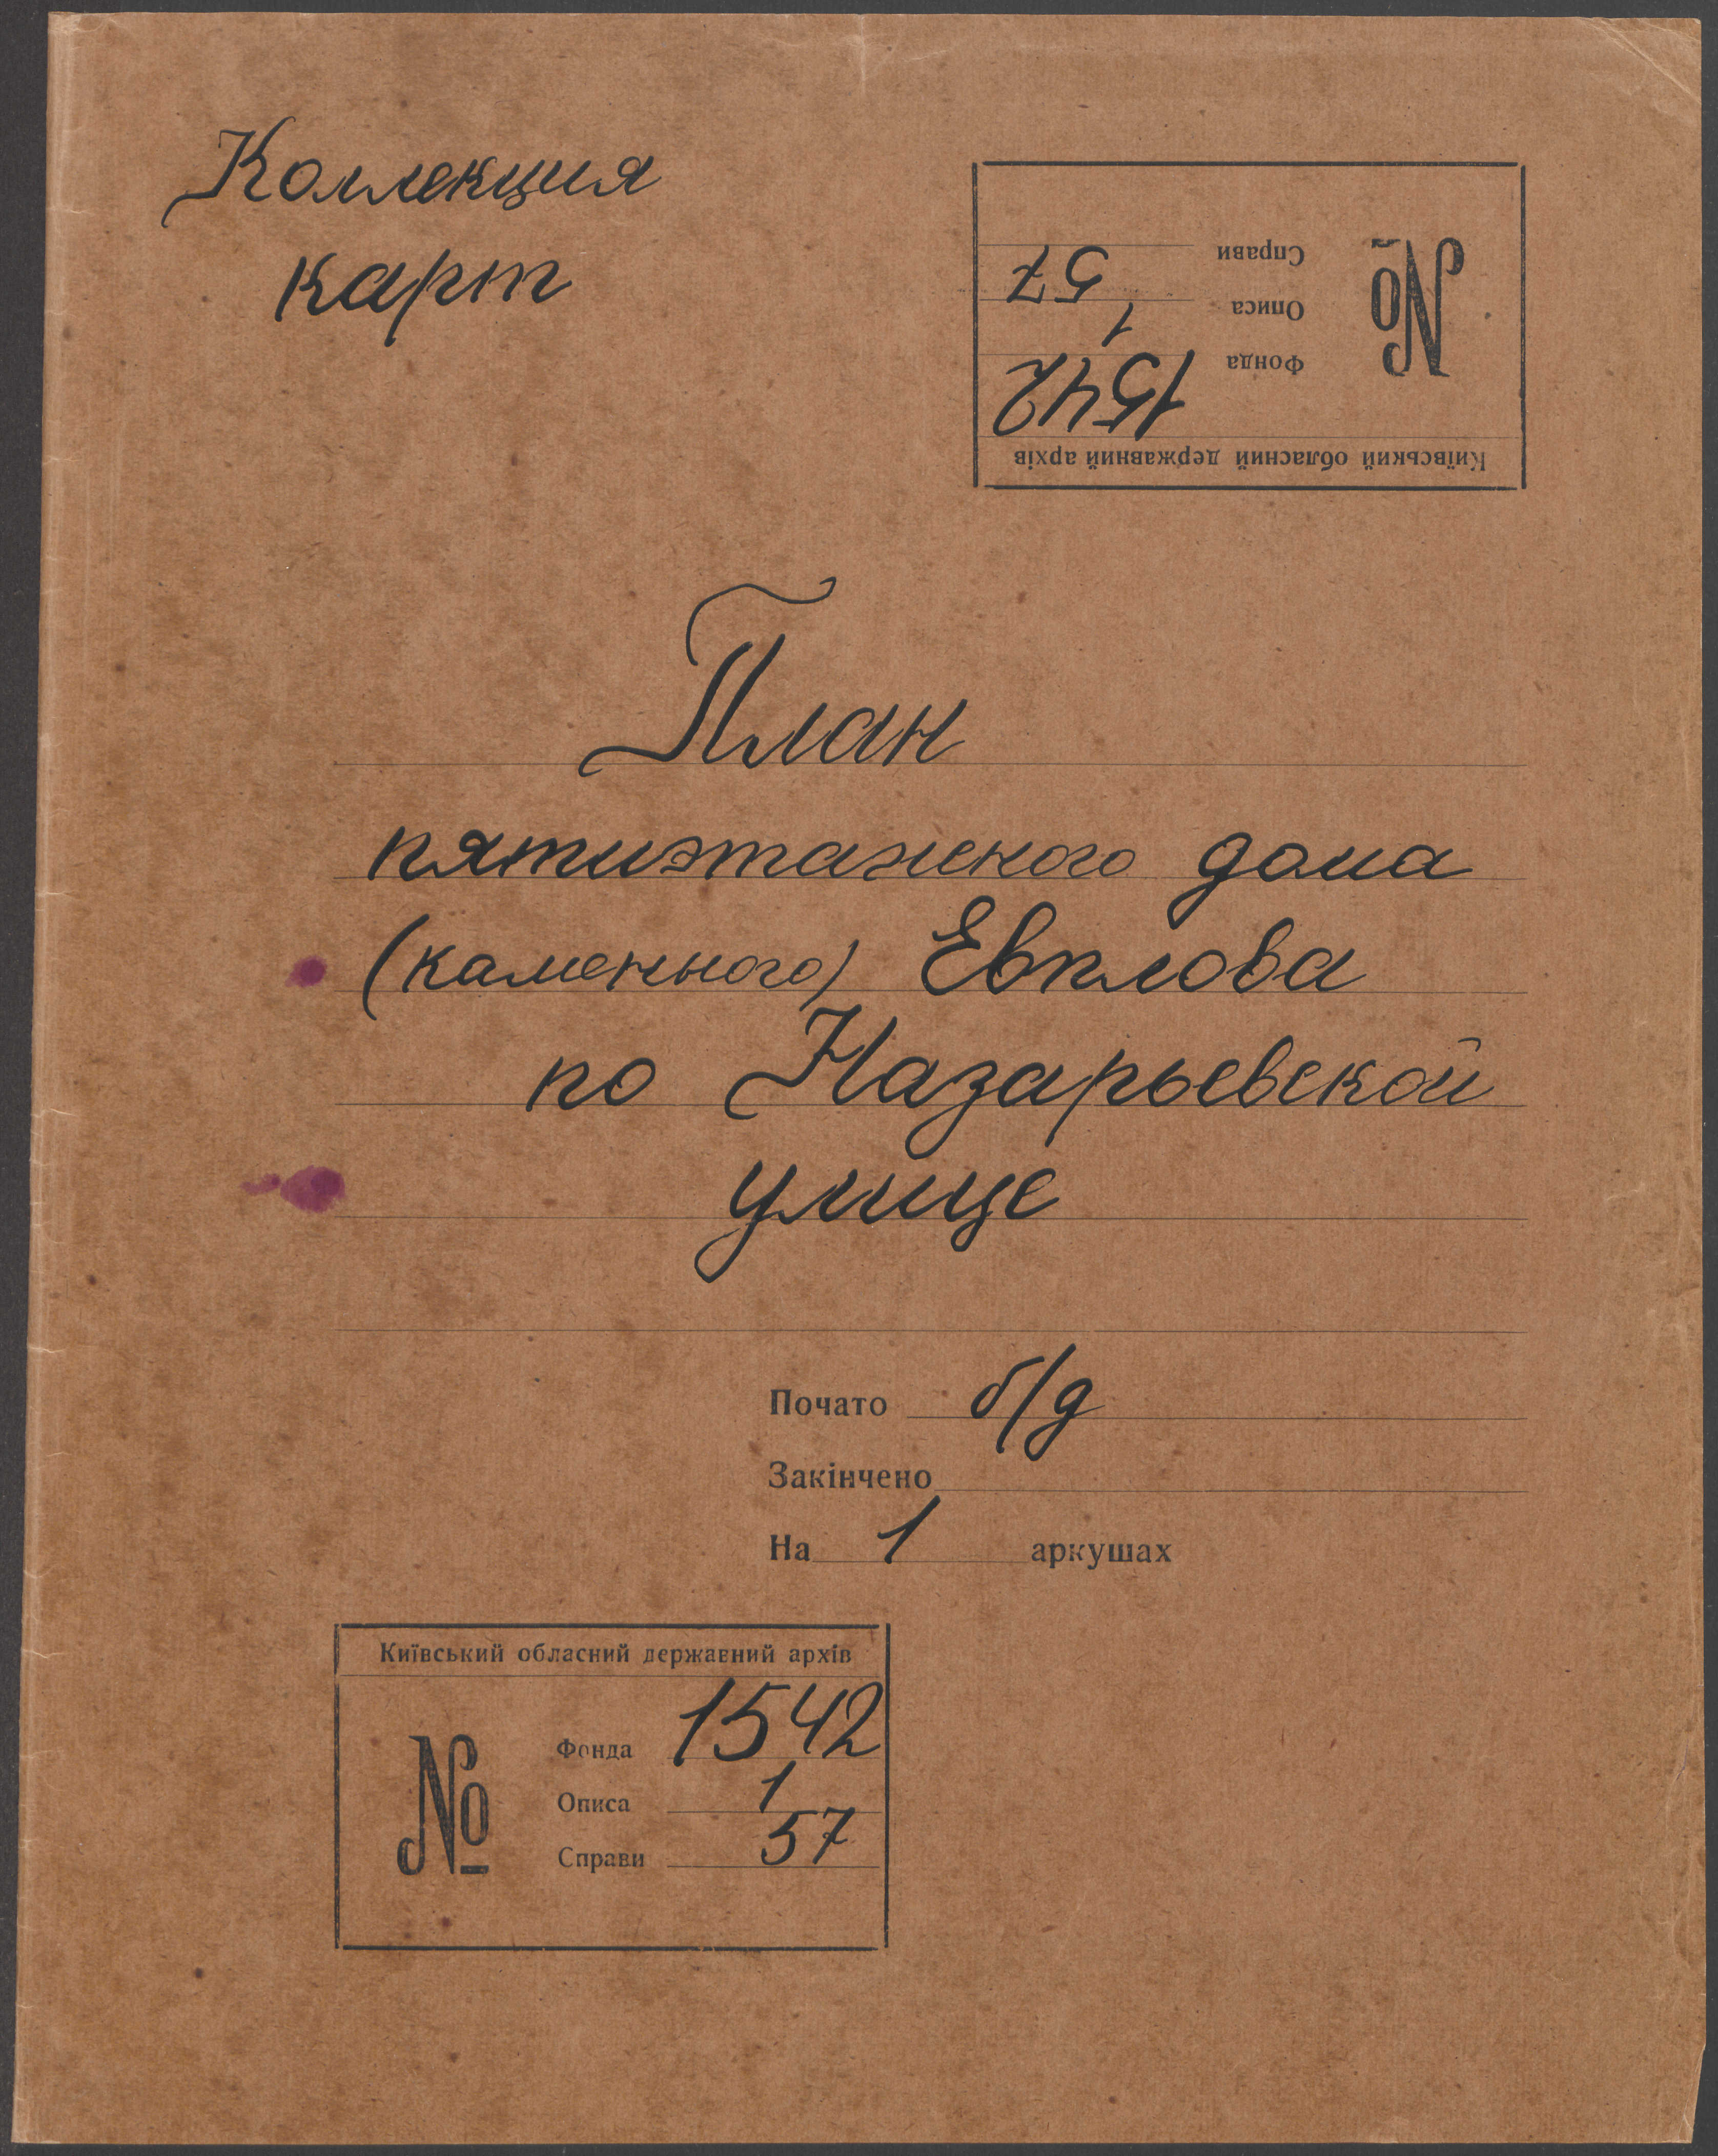 Коллекция
карт
Київський обласний державний архів
№
Фонда 1542
Описа 1
Справи 57
План
пятиэтажного дома
(каменного) Евплова
по Назарьевской
улице
Почато б/д
Закінчено
На 1 аркушах
Київський обласний державний архів
№
Фонда 1542
Описа 1
Справи 57